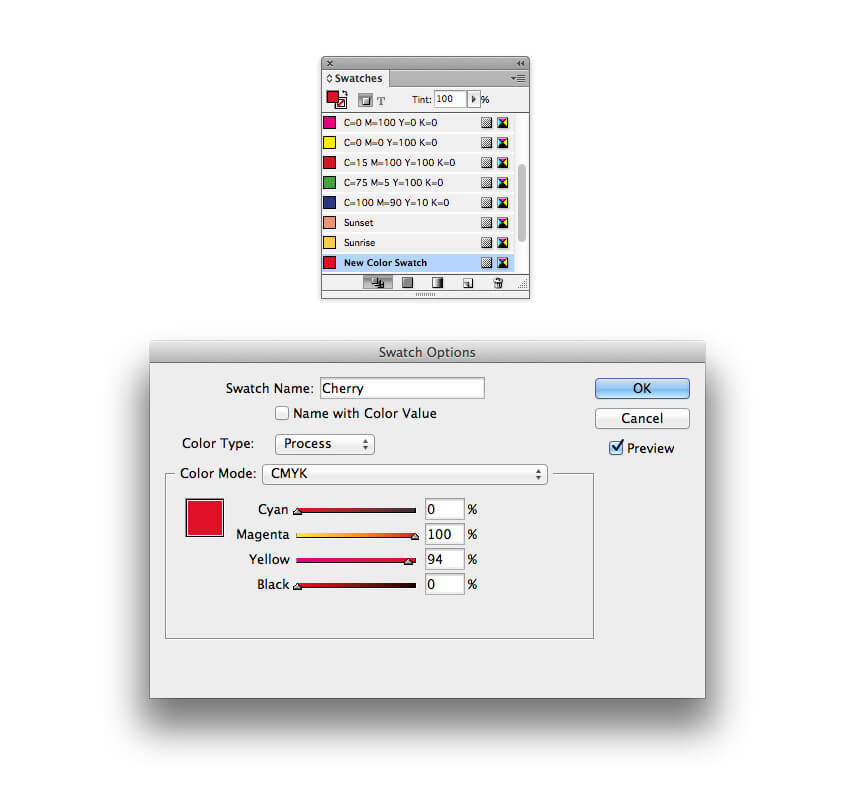 Swatches
T Tint: 100 %
C=0 M=100 Y=0 K=0
C=0 M=0 Y=100 K=0
C=15 M=100 Y=100 K=0
C=75 M=5 Y=100 K=0
C=100 M=90 Y=10 K=0
Sunset
Sunrise
New Color Swatch
Swatch Options
Swatch Name: Cherry
OK
Name with Color Value
Cancel
Color Type: Process
Preview
Color Mode: CMYK
Cyan 0 %
Magenta 100 %
Yellow 94 %
Black 0 %